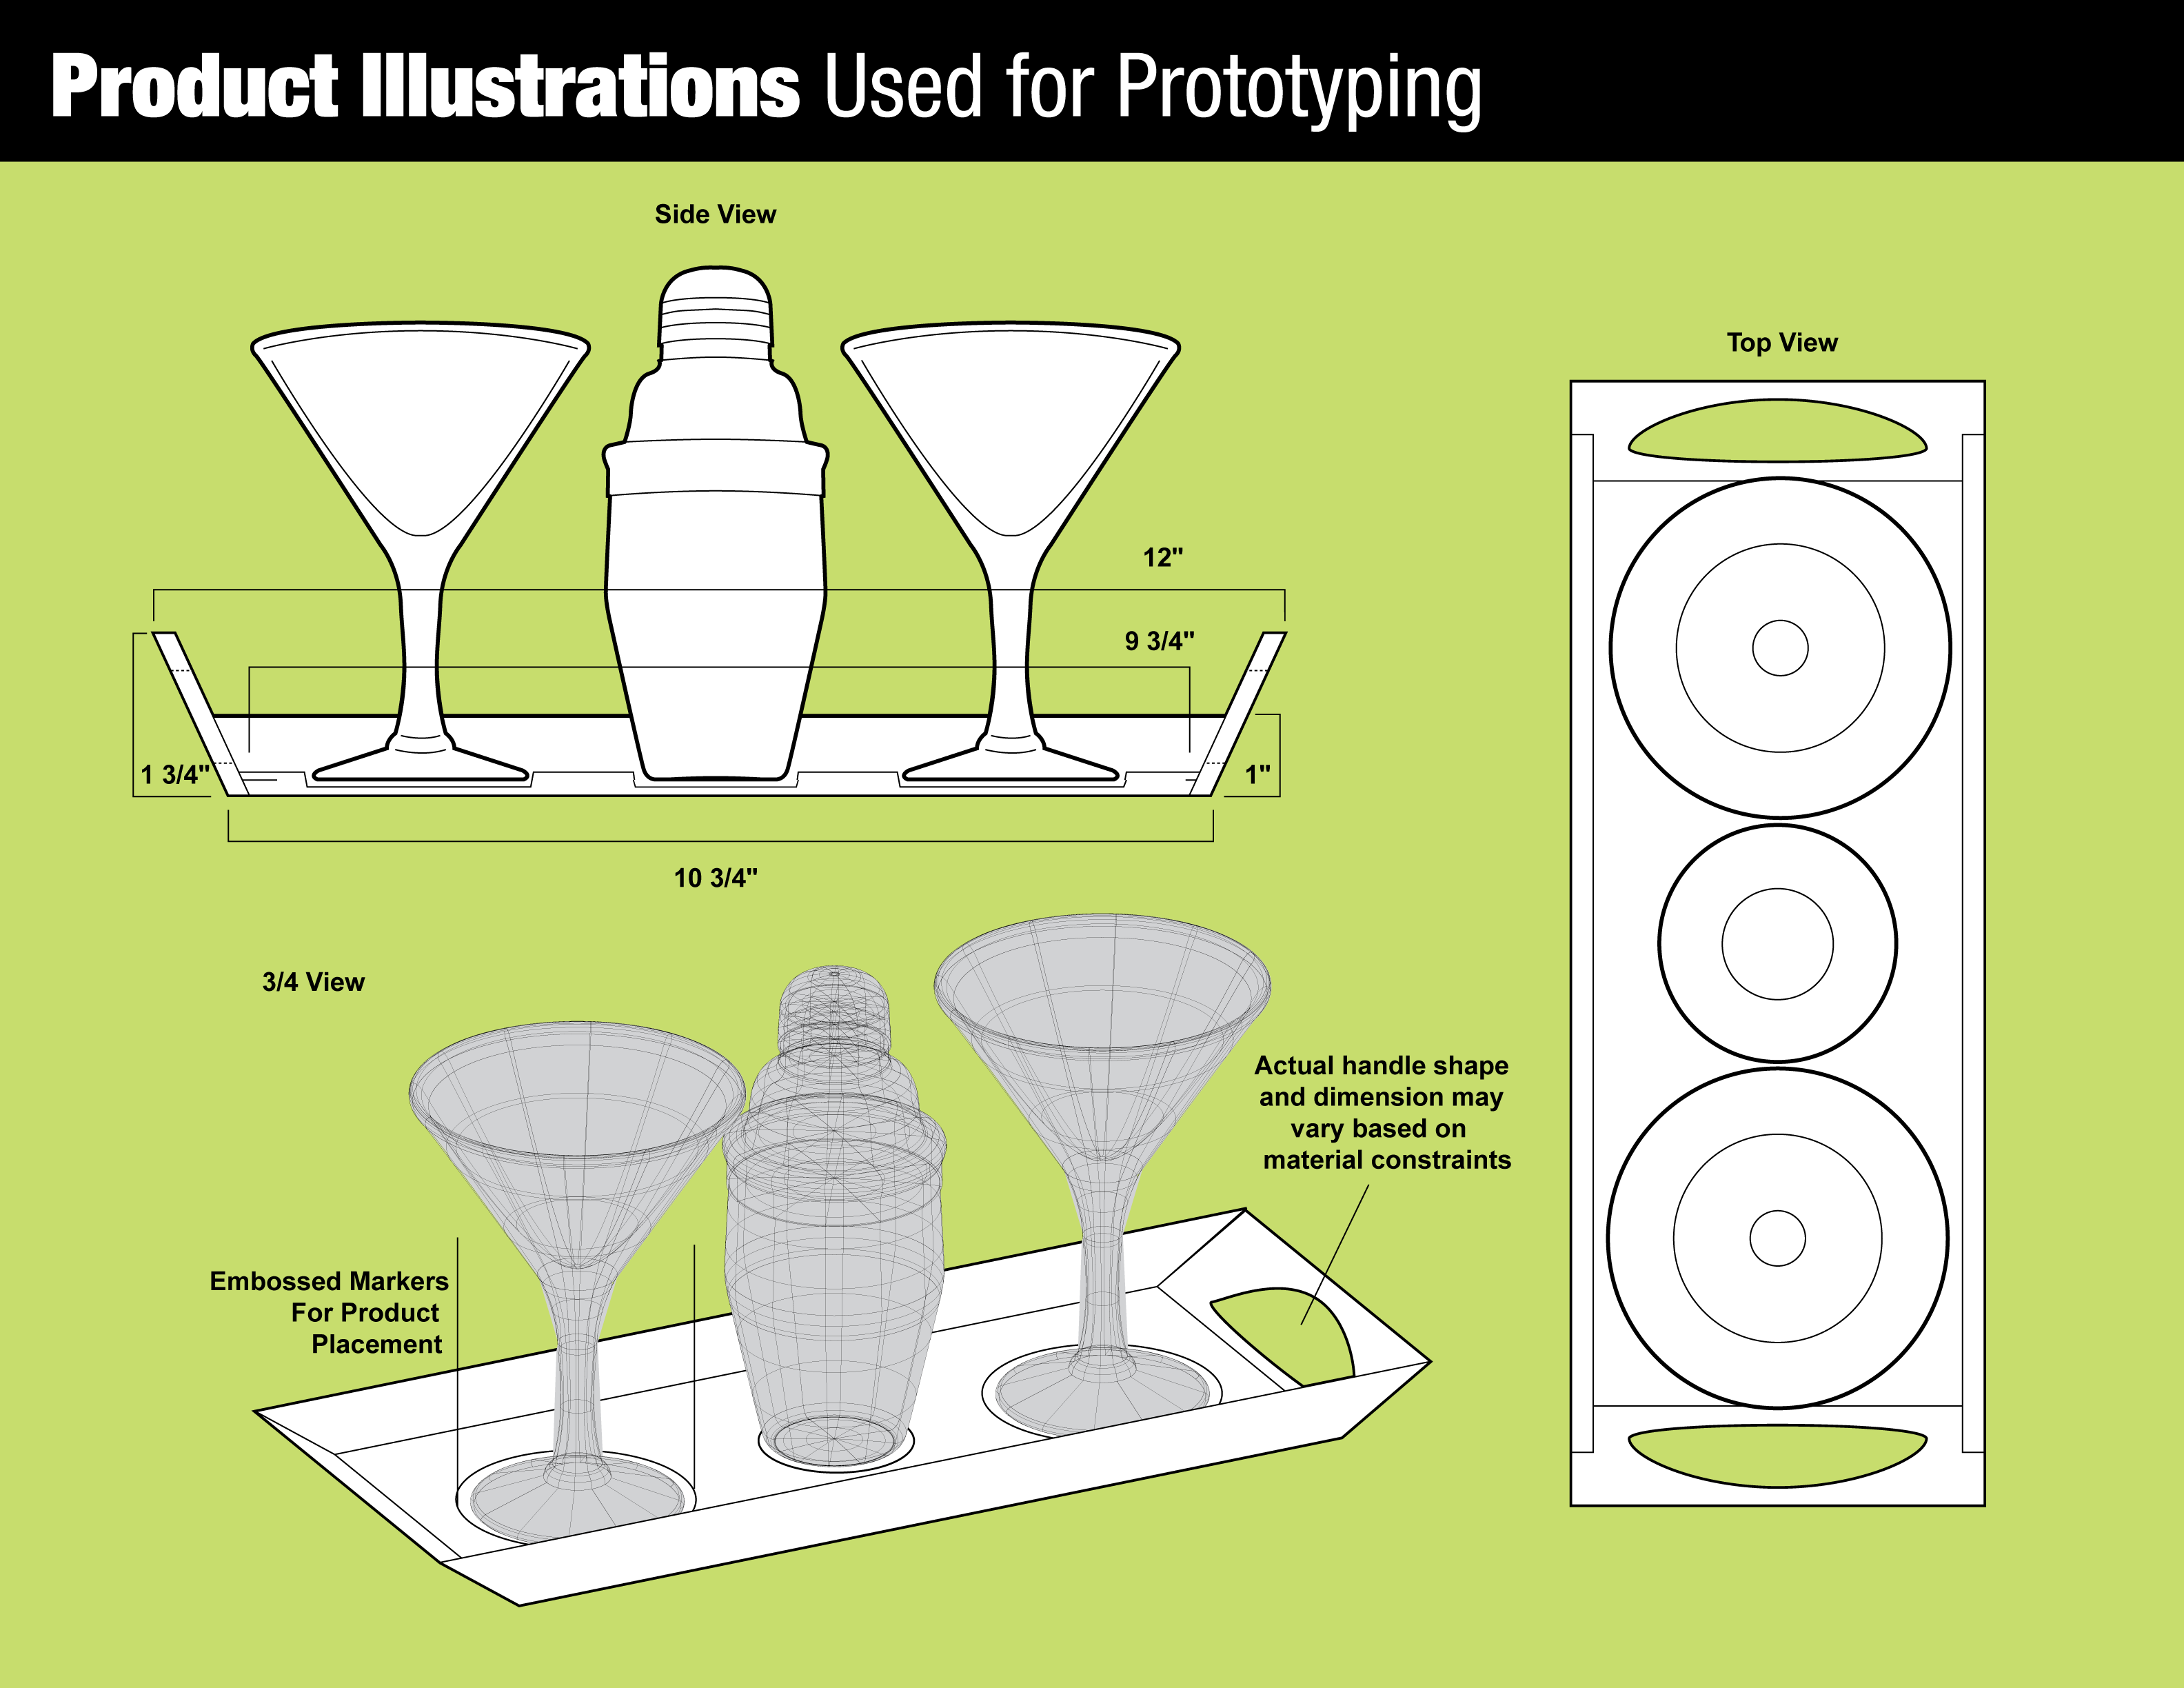 Product Illustrations Used for Prototyping
Side View
Top View
12"
9 3/4"
1 3/4"
1"
10 3/4"
3/4 View
Actual handle shape
and dimension may
vary based on
material constraints
Embossed Markers
For Product
Placement